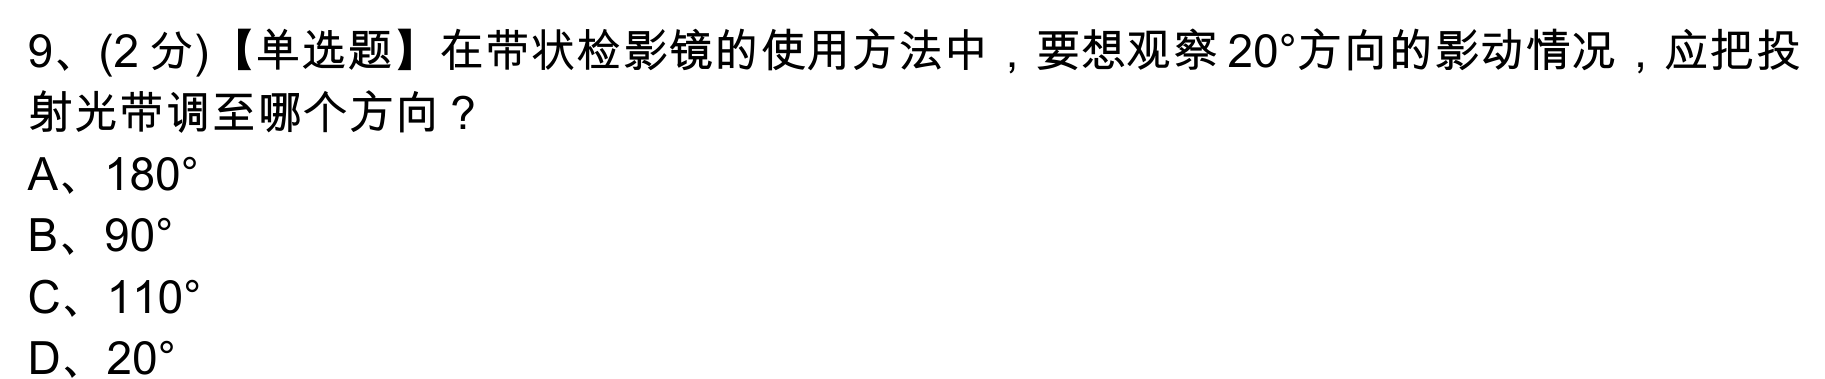 9、(2 分)【单选题】在带状检影镜的使用方法中，要想观察 20°方向的影动情况，应把投
射光带调至哪个方向？
A、180°
B、90°
C、110°
D、20°